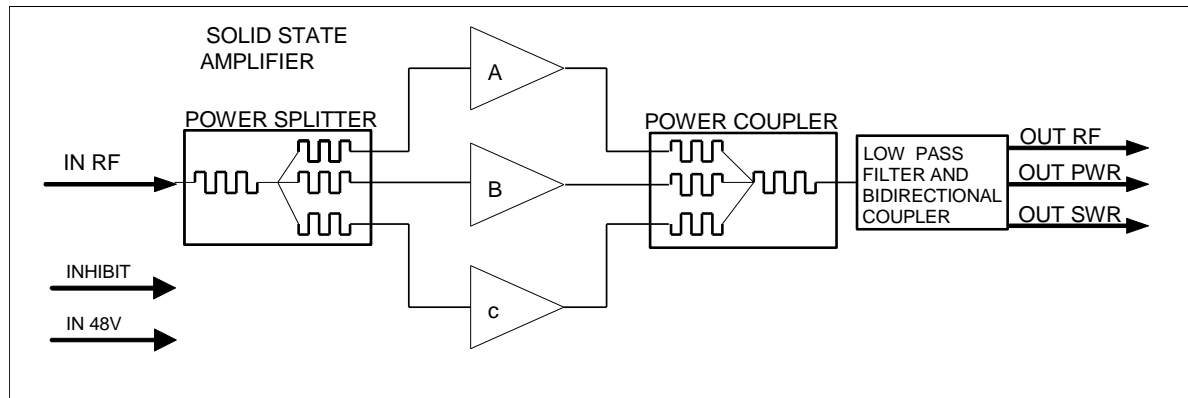 SOLID STATE
AMPLIFIER
A
POWER SPLITTER
POWER COUPLER
IN RF
B
LOW PASS
FILTER AND
BIDIRECTIONAL
COUPLER
OUT RF
OUT PWR
OUT SWR
INHIBIT
IN 48V
c